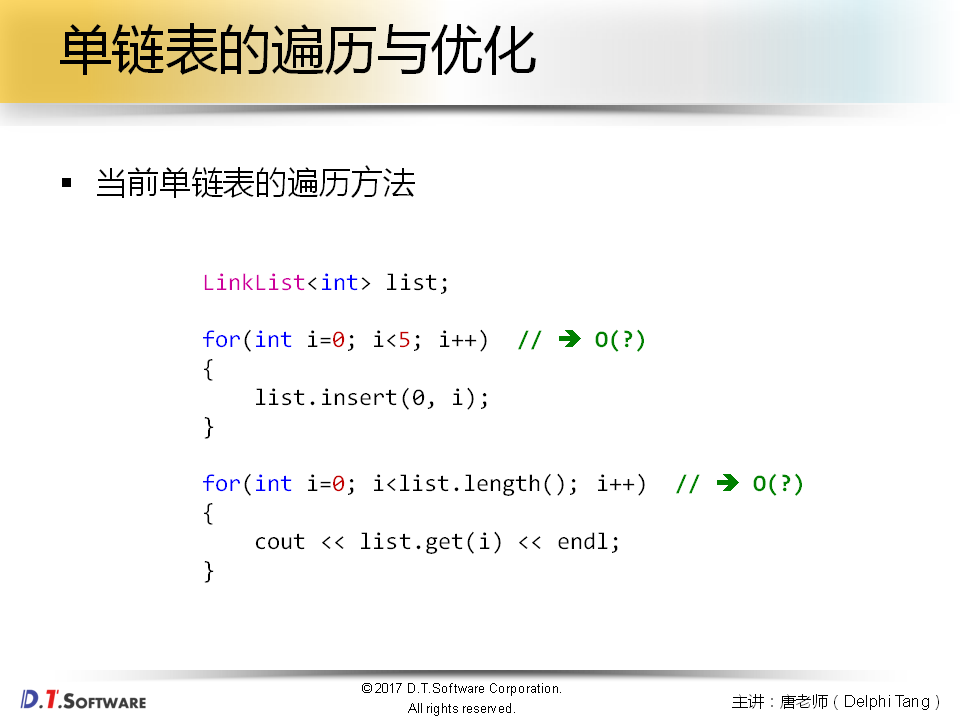 单链表的遍历与优化
▪ 当前单链表的遍历方法
LinkList<int> list;
for(int i=0; i<5; i++)  // ➔ O(?)
{
    list.insert(0, i);
}
for(int i=0; i<list.length(); i++)  // ➔ O(?)
{
    cout << list.get(i) << endl;
}
D.T.SOFTWARE
©2017 D.T.Software Corporation.
All rights reserved.
主讲：唐老师（Delphi Tang）